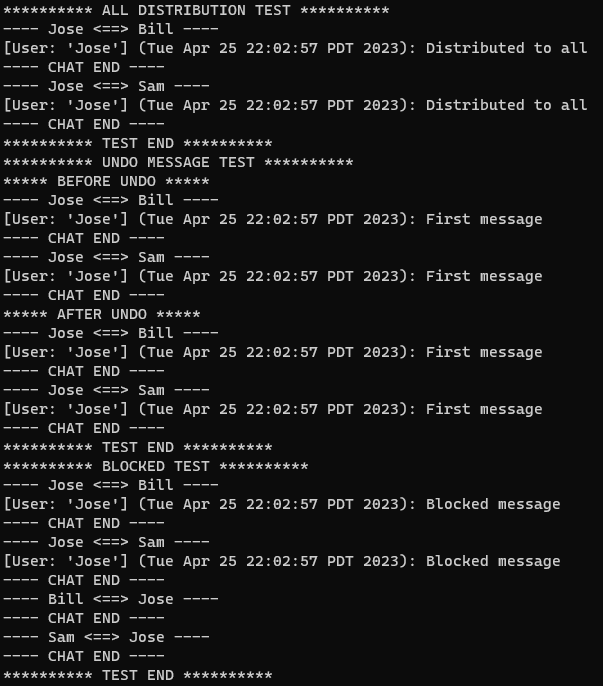 ********** ALL DISTRIBUTION TEST **********
---- Jose <==> Bill ----
[User: 'Jose'] (Tue Apr 25 22:02:57 PDT 2023): Distributed to all
---- CHAT END ----
---- Jose <==> Sam ----
[User: 'Jose'] (Tue Apr 25 22:02:57 PDT 2023): Distributed to all
---- CHAT END ----
********** TEST END **********
********** UNDO MESSAGE TEST **********
***** BEFORE UNDO *****
---- Jose <==> Bill ----
[User: 'Jose'] (Tue Apr 25 22:02:57 PDT 2023): First message
---- CHAT END ----
---- Jose <==> Sam ----
[User: 'Jose'] (Tue Apr 25 22:02:57 PDT 2023): First message
---- CHAT END ----
***** AFTER UNDO *****
---- Jose <==> Bill ----
[User: 'Jose'] (Tue Apr 25 22:02:57 PDT 2023): First message
---- CHAT END ----
---- Jose <==> Sam ----
[User: 'Jose'] (Tue Apr 25 22:02:57 PDT 2023): First message
---- CHAT END ----
********** TEST END **********
********** BLOCKED TEST **********
---- Jose <==> Bill ----
[User: 'Jose'] (Tue Apr 25 22:02:57 PDT 2023): Blocked message
---- CHAT END ----
---- Jose <==> Sam ----
[User: 'Jose'] (Tue Apr 25 22:02:57 PDT 2023): Blocked message
---- CHAT END ----
---- Bill <==> Jose ----
---- CHAT END ----
---- Sam <==> Jose ----
---- CHAT END ----
********** TEST END **********